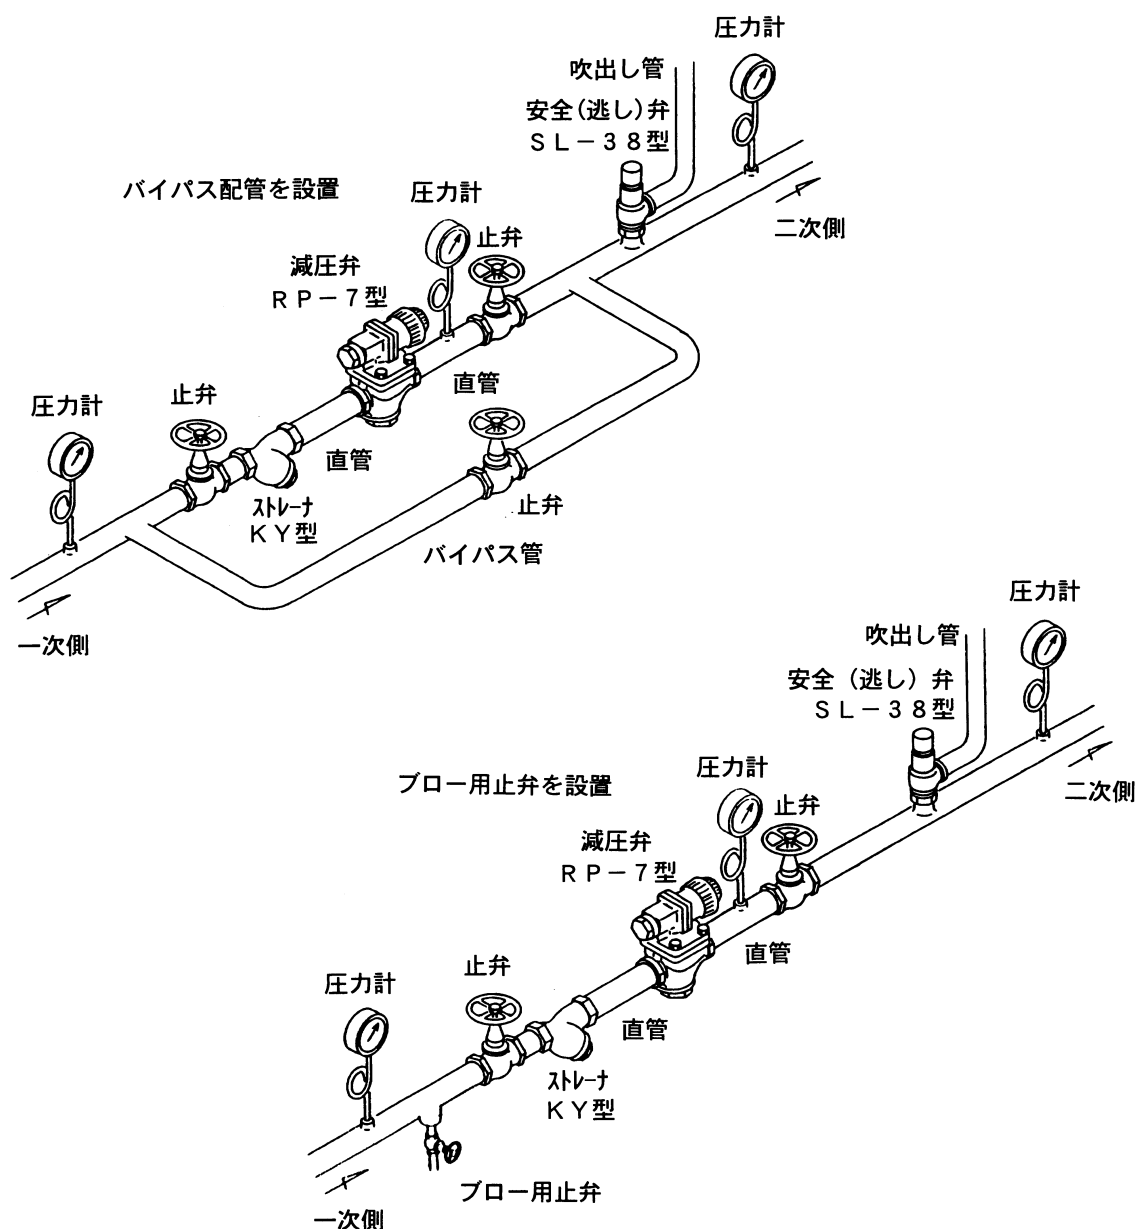 圧力計
吹出し管
安全(逃し)弁
ＳＬ－３８型
二次側
バイパス配管を設置
圧力計
止弁
減圧弁
ＲＰ－７型
直管
止弁
圧力計
直管
ｽﾄﾚｰﾅ
ＫＹ型
止弁
バイパス管
一次側
圧力計
吹出し管
安全（逃し）弁
ＳＬ－３８型
二次側
ブロー用止弁を設置
圧力計
止弁
減圧弁
ＲＰ－７型
直管
止弁
圧力計
直管
ｽﾄﾚｰﾅ
ＫＹ型
ブロー用止弁
一次側